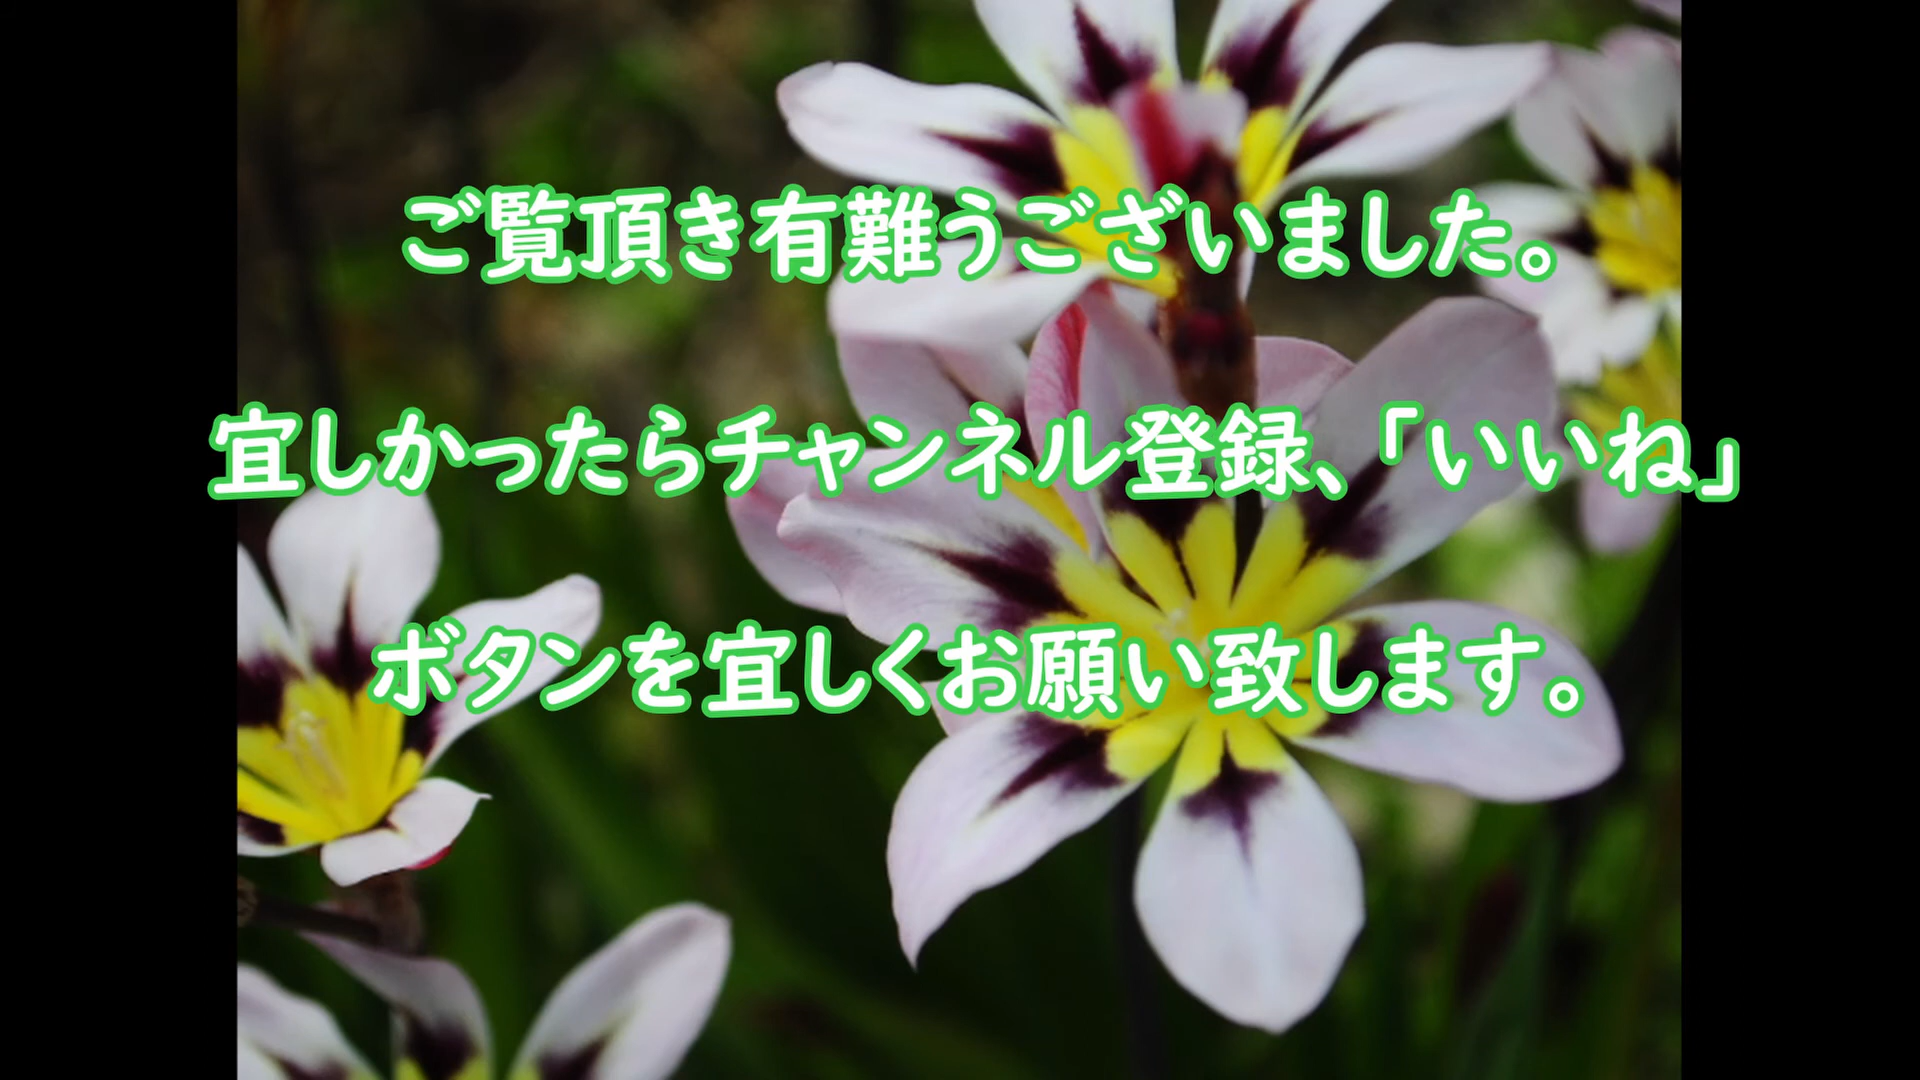 ご覧頂き有難うございました。
宜しかったらチャンネル登録、「いいね」
ボタンを宜しくお願い致します。